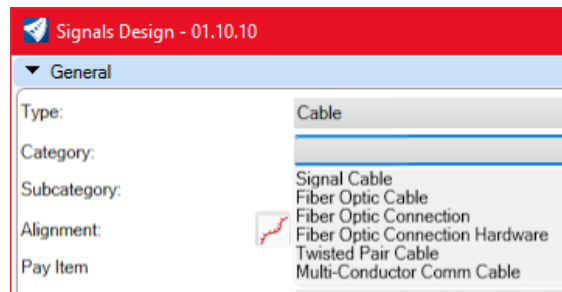 Signals Design - 01.10.10
General
Type:
Cable
Category:
Signal Cable
Fiber Optic Cable
Subcategory:
Fiber Optic Connection
Alignment:
Fiber Optic Connection Hardware
Twisted Pair Cable
Pay Item
Multi-Conductor Comm Cable